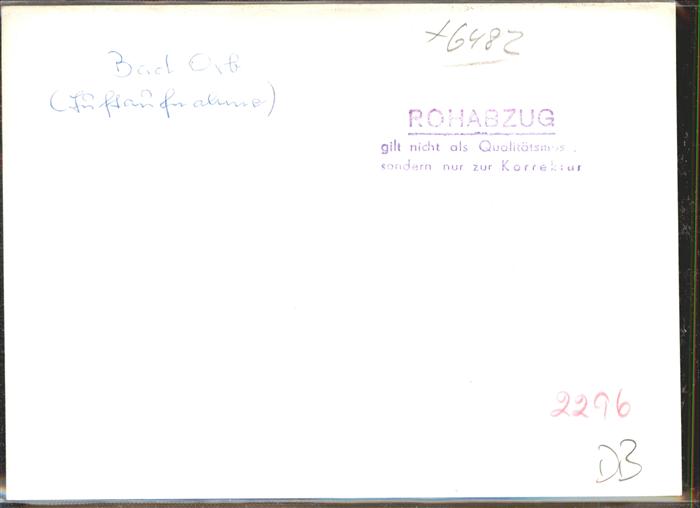 Bad Orb
(Luftaufnahme)
+6482
ROHABZUG
gilt nicht als Qualitätsmus.
sondern nur zur Korrektur
2296
DB